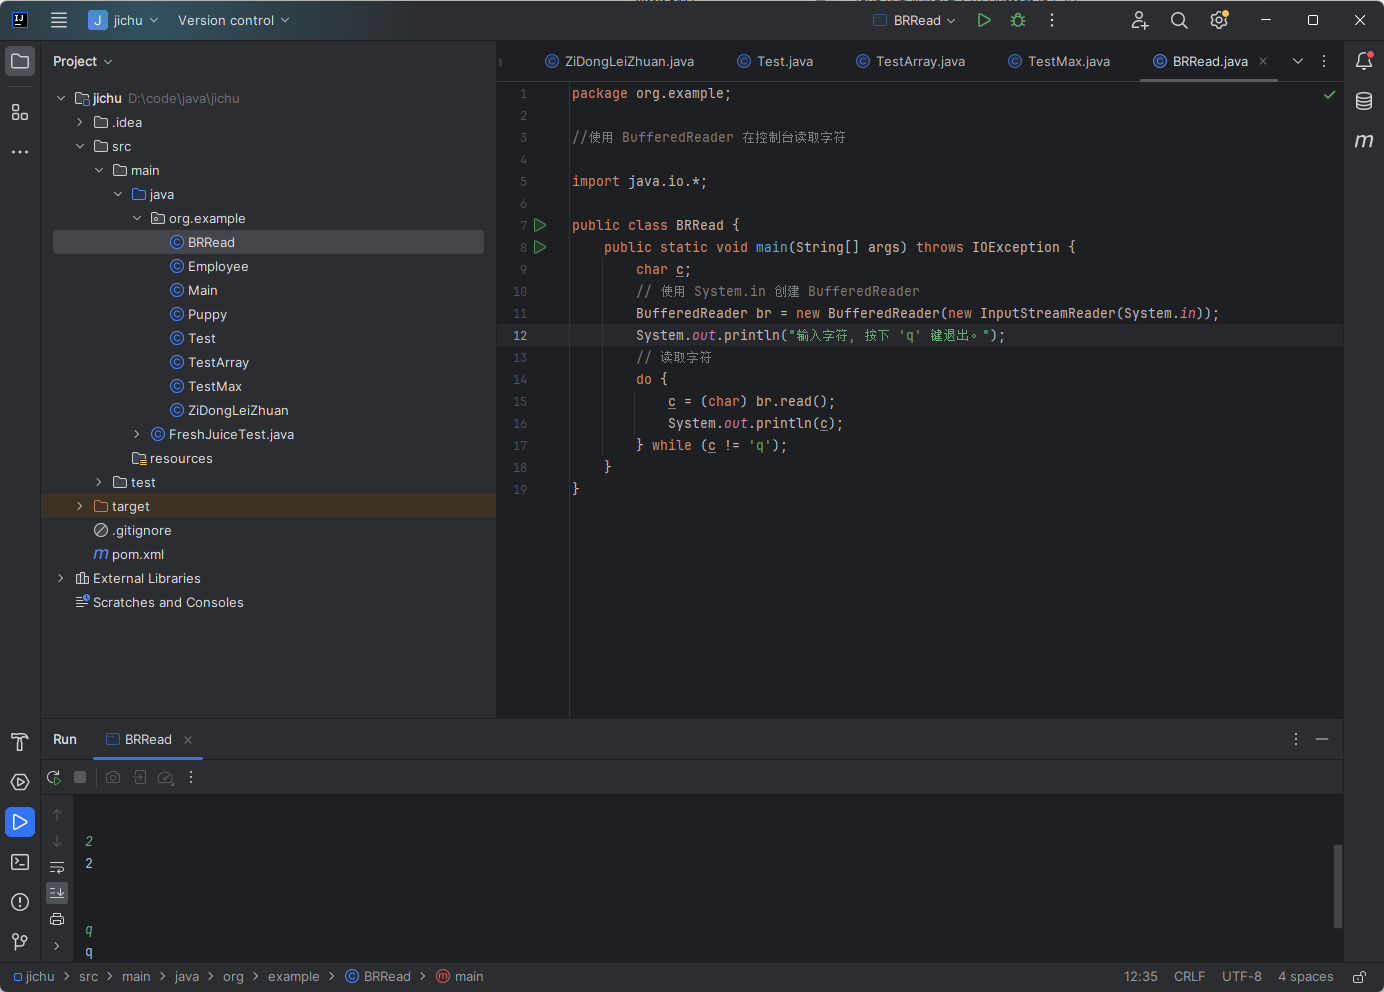 jichu
Version control
BRRead
Project
ZiDongLeiZhuan.java
Test.java
TestArray.java
TestMax.java
BRRead.java
jichu D:\code\java\jichu
.idea
src
main
java
org.example
BRRead
Employee
Main
Puppy
Test
TestArray
TestMax
ZiDongLeiZhuan
FreshJuiceTest.java
resources
test
target
.gitignore
pom.xml
External Libraries
Scratches and Consoles
1 package org.example;
2
3 //使用 BufferedReader 在控制台读取字符
4
5 import java.io.*;
6
7 public class BRRead {
8 public static void main(String[] args) throws IOException {
9 char c;
10 // 使用 System.in 创建 BufferedReader
11 BufferedReader br = new BufferedReader(new InputStreamReader(System.in));
12 System.out.println("输入字符, 按下 'q' 键退出。");
13 // 读取字符
14 do {
15 c = (char) br.read();
16 System.out.println(c);
17 } while (c != 'q');
18 }
19 }
Run
BRRead
2
2
q
q
jichu > src > main > java > org > example > BRRead > main
12:35 CRLF UTF-8 4 spaces